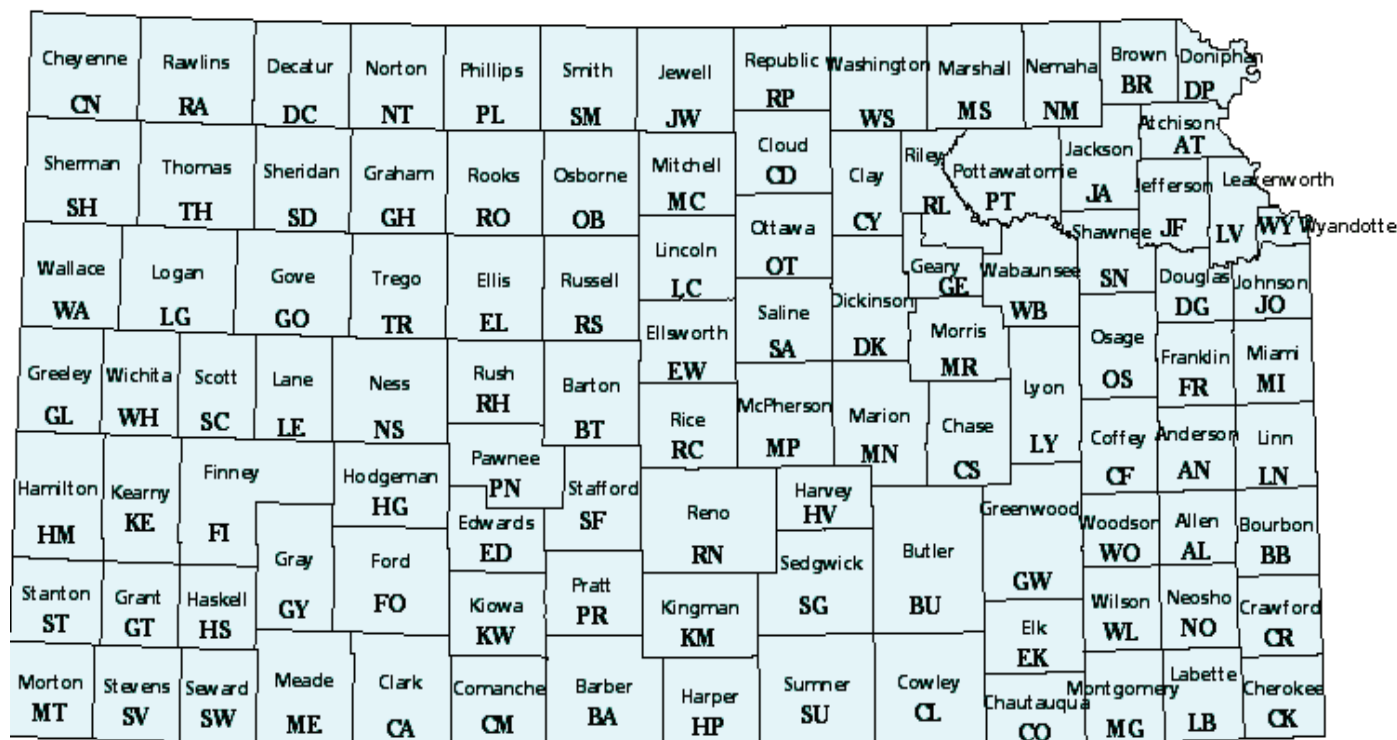 Cheyenne
CN
Rawlins
RA
Decatur
DC
Norton
NT
Phillips
PL
Smith
SM
Jewell
JW
Republic
RP
Washington
WS
Marshall
MS
Nemaha
NM
Brown
BR
Doniphan
DP
Atchison
AT
Sherman
SH
Thomas
TH
Sheridan
SD
Graham
GH
Rooks
RO
Osborne
OB
Mitchell
MC
Cloud
CD
Clay
CY
Riley
RL
Pottawatomie
PT
Jackson
JA
Jefferson
JF
Leavenworth
LV
WY Wyandotte
Wallace
WA
Logan
LG
Gove
GO
Trego
TR
Ellis
EL
Russell
RS
Lincoln
LC
Ottawa
OT
Saline
SA
Dickinson
DK
Geary
GE
Wabaunsee
WB
Shawnee
SN
Douglas
DG
Johnson
JO
Greeley
GL
Wichita
WH
Scott
SC
Lane
LE
Ness
NS
Rush
RH
Barton
BT
Ellsworth
EW
Rice
RC
McPherson
MP
Marion
MN
Morris
MR
Chase
CS
Lyon
LY
Osage
OS
Franklin
FR
Miami
MI
Coffey
CF
Anderson
AN
Linn
LN
Hamilton
HM
Kearny
KE
Finney
FI
Hodgeman
HG
Pawnee
PN
Stafford
SF
Edwards
ED
Reno
RN
Harvey
HV
Sedgwick
SG
Butler
BU
Greenwood
GW
Woodson
WO
Allen
AL
Bourbon
BB
Stanton
ST
Grant
GT
Haskell
HS
Gray
GY
Ford
FO
Kiowa
KW
Pratt
PR
Kingman
KM
Elk
EK
Wilson
WL
Neosho
NO
Crawford
CR
Morton
MT
Stevens
SV
Seward
SW
Meade
ME
Clark
CA
Comanche
CM
Barber
BA
Harper
HP
Sumner
SU
Cowley
CL
Chautauqua
CO
Montgomery
MG
Labette
LB
Cherokee
CK